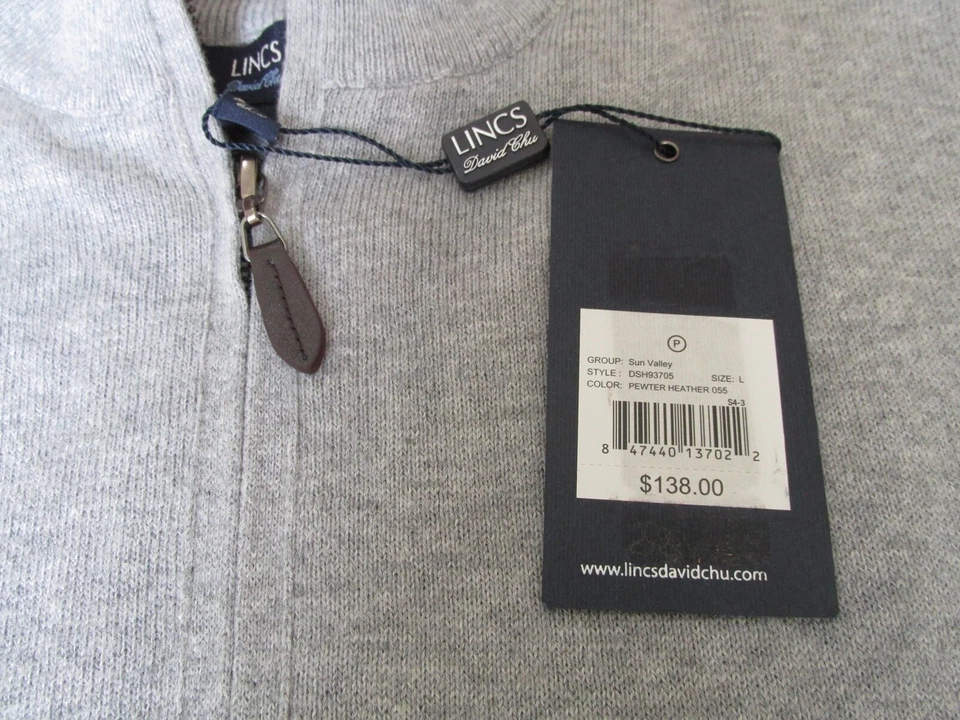 LINCS
David Chu
LINCS
David Chu
P
GROUP: Sun Valley
STYLE : DSH93705 SIZE: L
COLOR: PEWTER HEATHER 055
S4-3
8 47440 13702 2
$138.00
www.lincsdavidchu.com